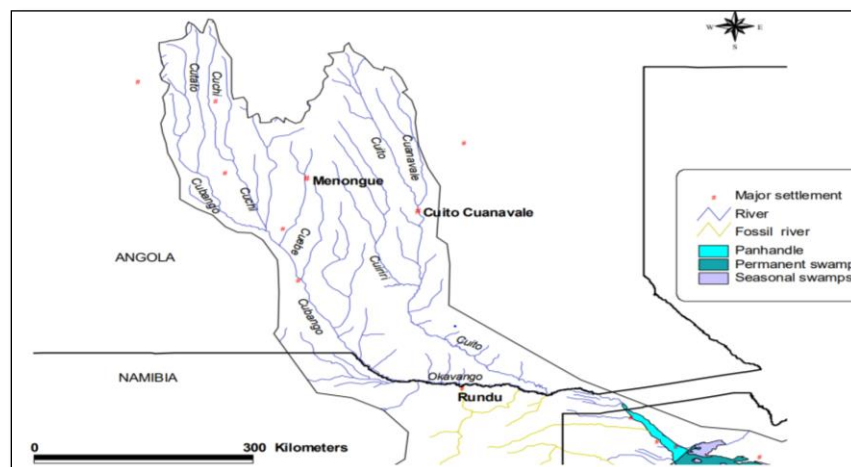 W
E
S
Cutato
Cuchi
Cuito
Cuanavale
Menongue
Cubango
Cuchi
Cuito Cuanavale
Cuebe
Cuiriri
ANGOLA
Cubango
Cuito
NAMIBIA
Okavango
Rundu
0
300 Kilometers
Major settlement
River
Fossil river
Panhandle
Permanent swamp
Seasonal swamps